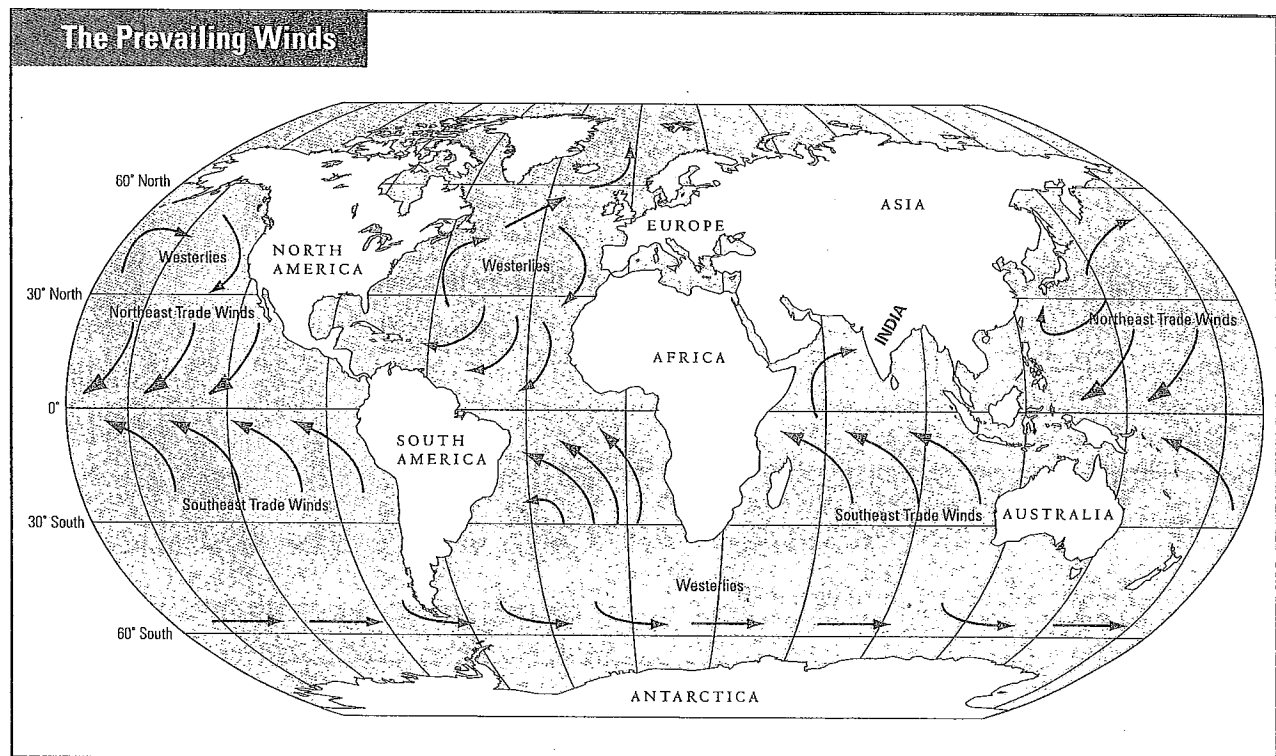 The Prevailing Winds
60° North
ASIA
EUROPE
NORTH
AMERICA
Westerlies
Westerlies
30° North
Northeast Trade Winds
INDIA
Northeast Trade Winds
AFRICA
0°
SOUTH
AMERICA
Southeast Trade Winds
Southeast Trade Winds
AUSTRALIA
30° South
Westerlies
60° South
ANTARCTICA